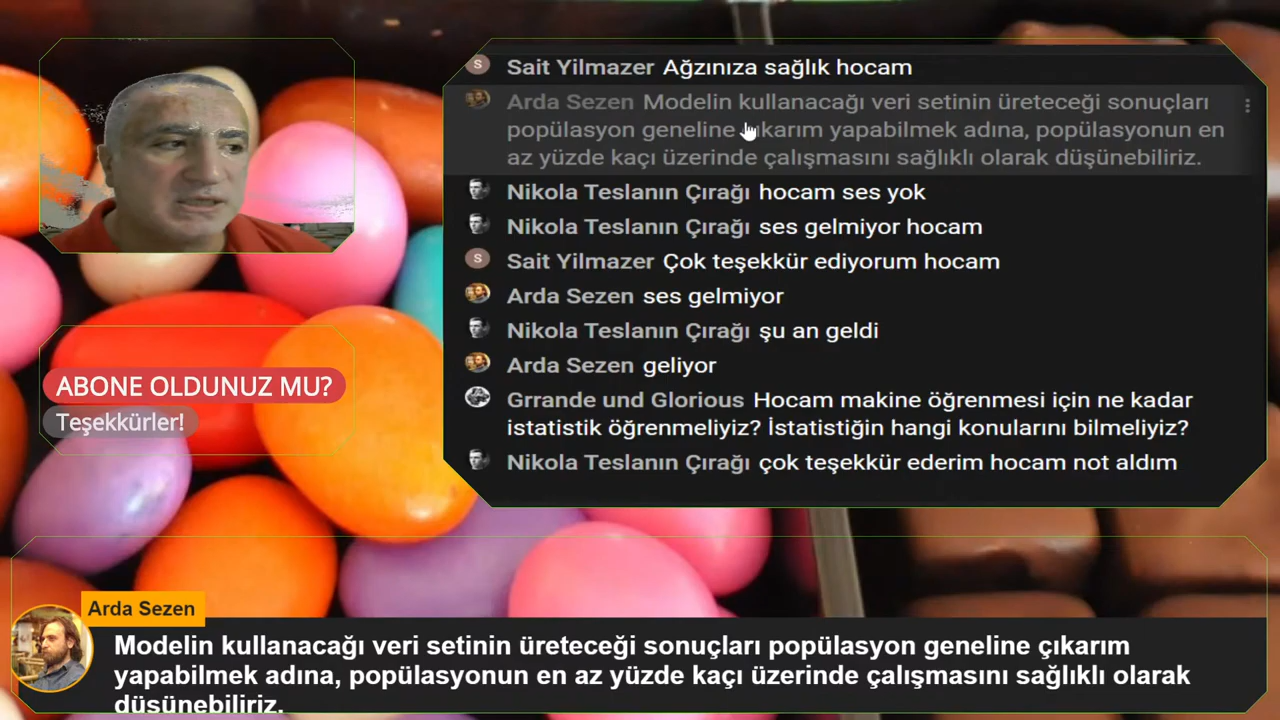 Sait Yilmazer Ağzınıza sağlık hocam
Arda Sezen Modelin kullanacağı veri setinin üreteceği sonuçları
popülasyon geneline çıkarım yapabilmek adına, popülasyonun en
az yüzde kaçı üzerinde çalışmasını sağlıklı olarak düşünebiliriz.
Nikola Teslanın Çırağı hocam ses yok
Nikola Teslanın Çırağı ses gelmiyor hocam
Sait Yilmazer Çok teşekkür ediyorum hocam
Arda Sezen ses gelmiyor
Nikola Teslanın Çırağı şu an geldi
Arda Sezen geliyor
Grrande und Glorious Hocam makine öğrenmesi için ne kadar
istatistik öğrenmeliyiz? İstatistiğin hangi konularını bilmeliyiz?
Nikola Teslanın Çırağı çok teşekkür ederim hocam not aldım
ABONE OLDUNUZ MU?
Teşekkürler!
Arda Sezen
Modelin kullanacağı veri setinin üreteceği sonuçları popülasyon geneline çıkarım
yapabilmek adına, popülasyonun en az yüzde kaçı üzerinde çalışmasını sağlıklı olarak
düşünebiliriz.